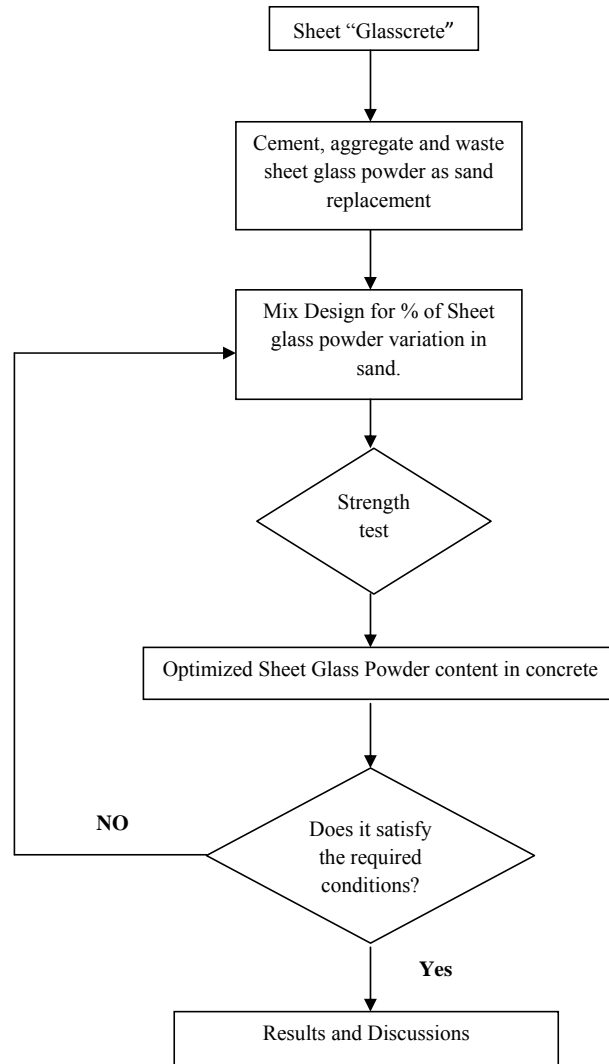 Sheet “Glasscrete”
Cement, aggregate and waste
sheet glass powder as sand
replacement
Mix Design for % of Sheet
glass powder variation in
sand.
Strength
test
Optimized Sheet Glass Powder content in concrete
NO
Does it satisfy
the required
conditions?
Yes
Results and Discussions